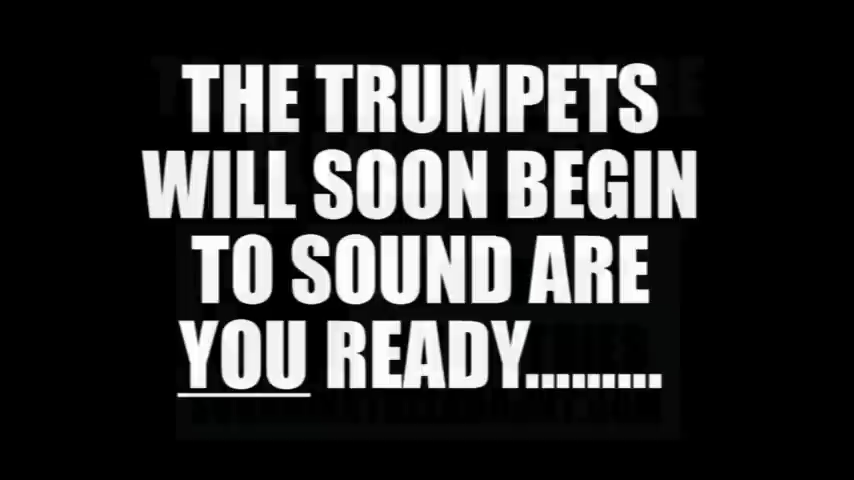 THE TRUMPETS
WILL SOON BEGIN
TO SOUND ARE
YOU READY.........